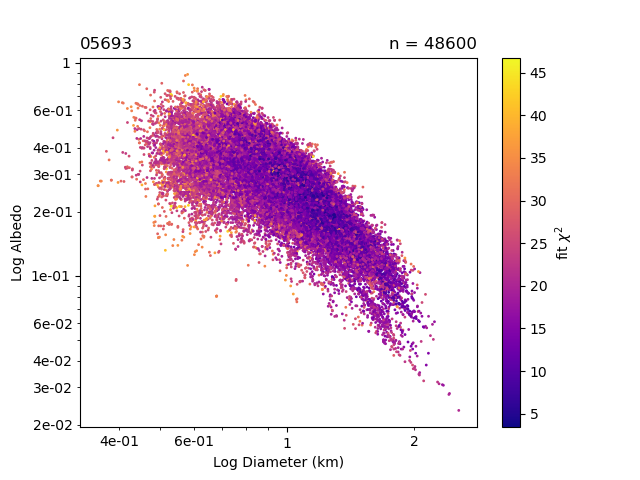 05693
n = 48600
1
6e-01
4e-01
3e-01
2e-01
1e-01
6e-02
4e-02
3e-02
2e-02
Log Albedo
4e-01
6e-01
1
2
Log Diameter (km)
45
40
35
30
25
20
15
10
5
fit χ²